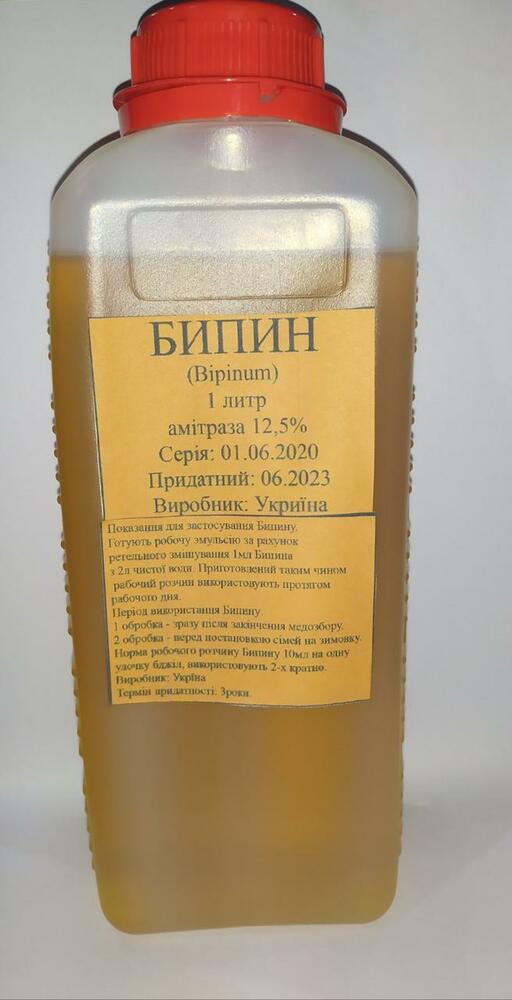 БИПИН
(Bipinum)
1 литр
амітраза 12,5%
Серія: 01.06.2020
Придатний: 06.2023
Виробник: Укриїна
Показання для застосування Бипину.
Готують робочу емульсію за рахунок
ретельного змішування 1мл Бипина
з 2л чистої води. Приготовлений таким чином
рабочий розчин використовують протягом
рабочого дня.
Період використання Бипину
1 обробка - зразу після закінчення медозбору.
2 обробка - перед постановкою сімей на зимовку.
Норма робочого розчину Бипину 10мл на одну
улочку бджіл, використовують 2-х кратно.
Виробник: Укрїна
Термін придатності: 3роки.